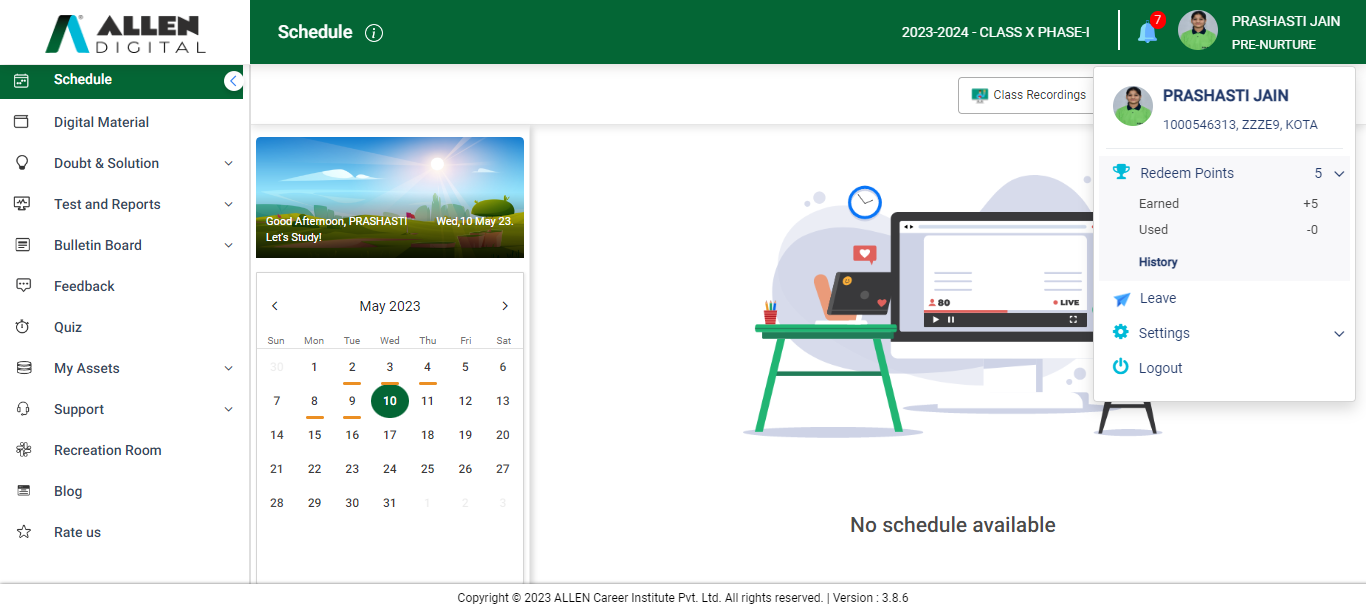 ALLEN
DIGITAL
Schedule
2023-2024 - CLASS X PHASE-I
7
PRASHASTI JAIN
PRE-NURTURE
Schedule
Digital Material
Doubt & Solution
Test and Reports
Bulletin Board
Feedback
Quiz
My Assets
Support
Recreation Room
Blog
Rate us
Class Recordings
Good Afternoon, PRASHASTI
Wed,10 May 23.
Let's Study!
May 2023
Sun Mon Tue Wed Thu Fri Sat
30 1 2 3 4 5 6
7 8 9 10 11 12 13
14 15 16 17 18 19 20
21 22 23 24 25 26 27
28 29 30 31 1 2 3
80
LIVE
No schedule available
PRASHASTI JAIN
1000546313, ZZZE9, KOTA
Redeem Points 5
Earned +5
Used -0
History
Leave
Settings
Logout
Copyright © 2023 ALLEN Career Institute Pvt. Ltd. All rights reserved. | Version : 3.8.6